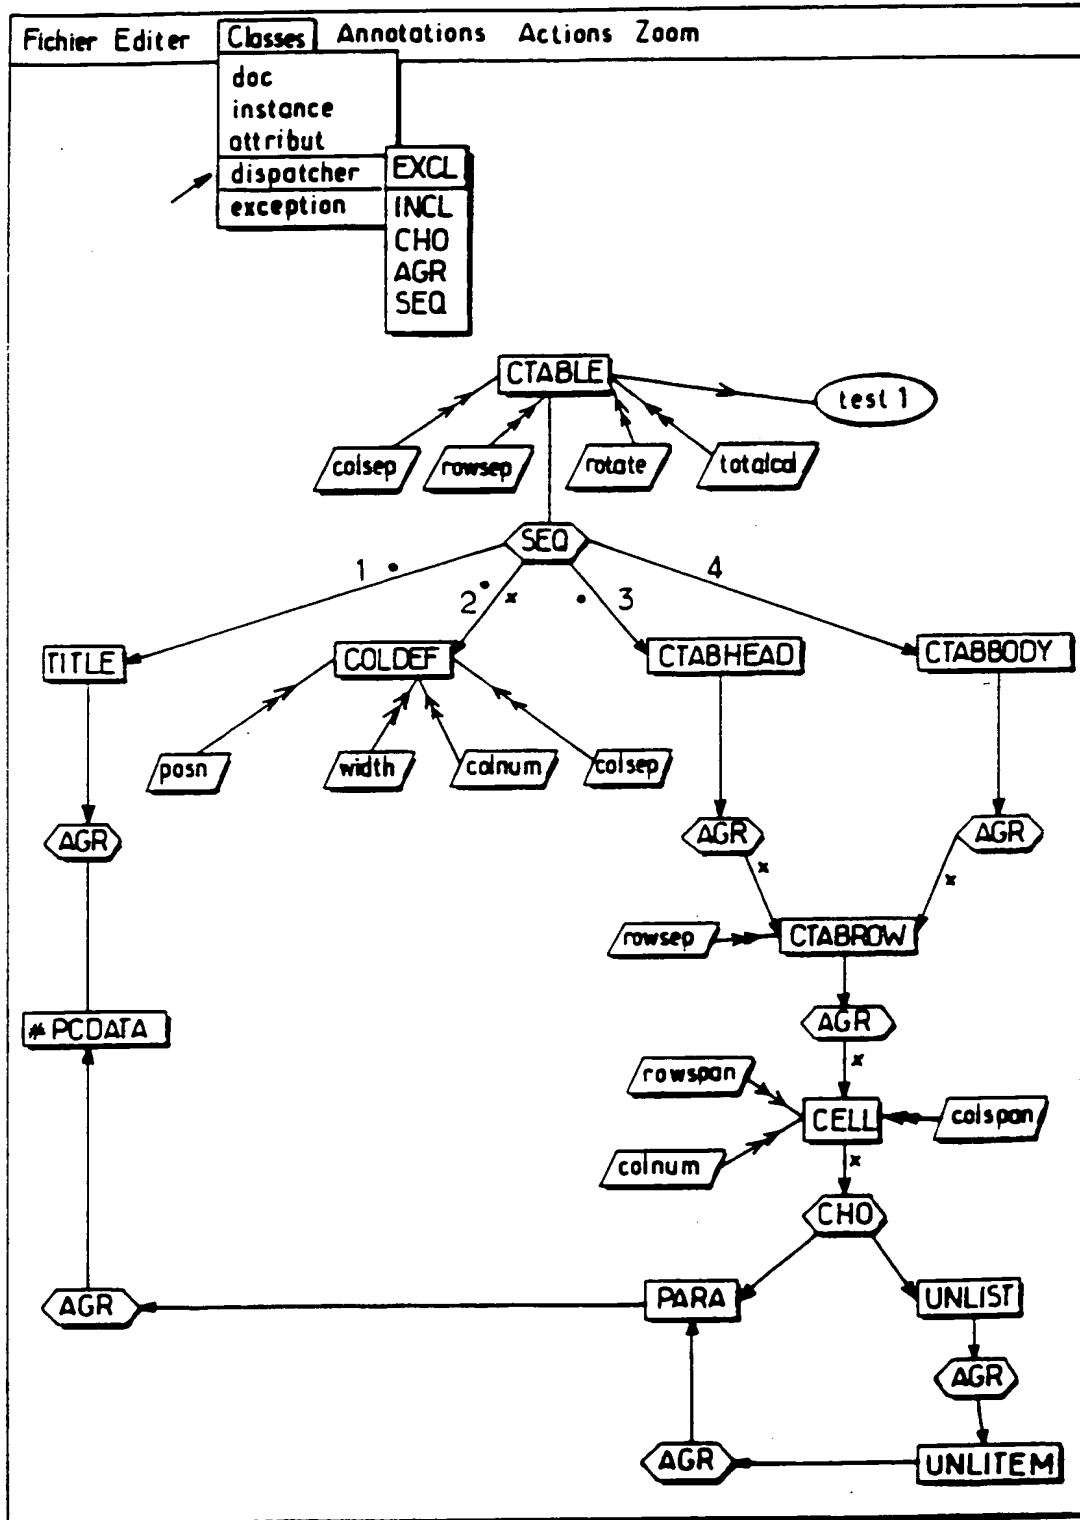 Fichier Editer Classes Annotations Actions Zoom
doc
instance
attribut
dispatcher
exception
EXCL
INCL
CHO
AGR
SEQ
CTABLE
test 1
colsep rowsep rotate totalcol
SEQ
1 2 x 3 4
TITLE COLDEF CTABHEAD CTABBODY
posn width colnum colsep
AGR AGR AGR
x x
rowsep CTABROW
#PCDATA AGR
x
rowspan
CELL colspan
colnum
x
CHO
AGR PARA UNLIST
AGR
AGR UNLITEM